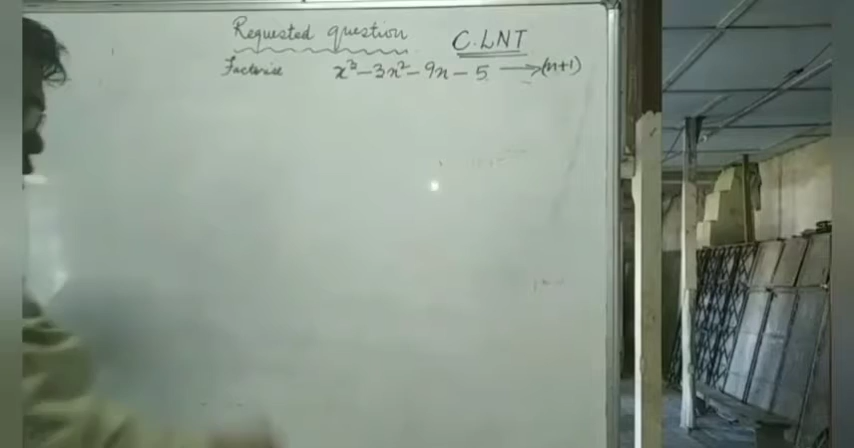 Requested question
C.LNT
Factorise x³-3x²-9x-5 → (x+1)